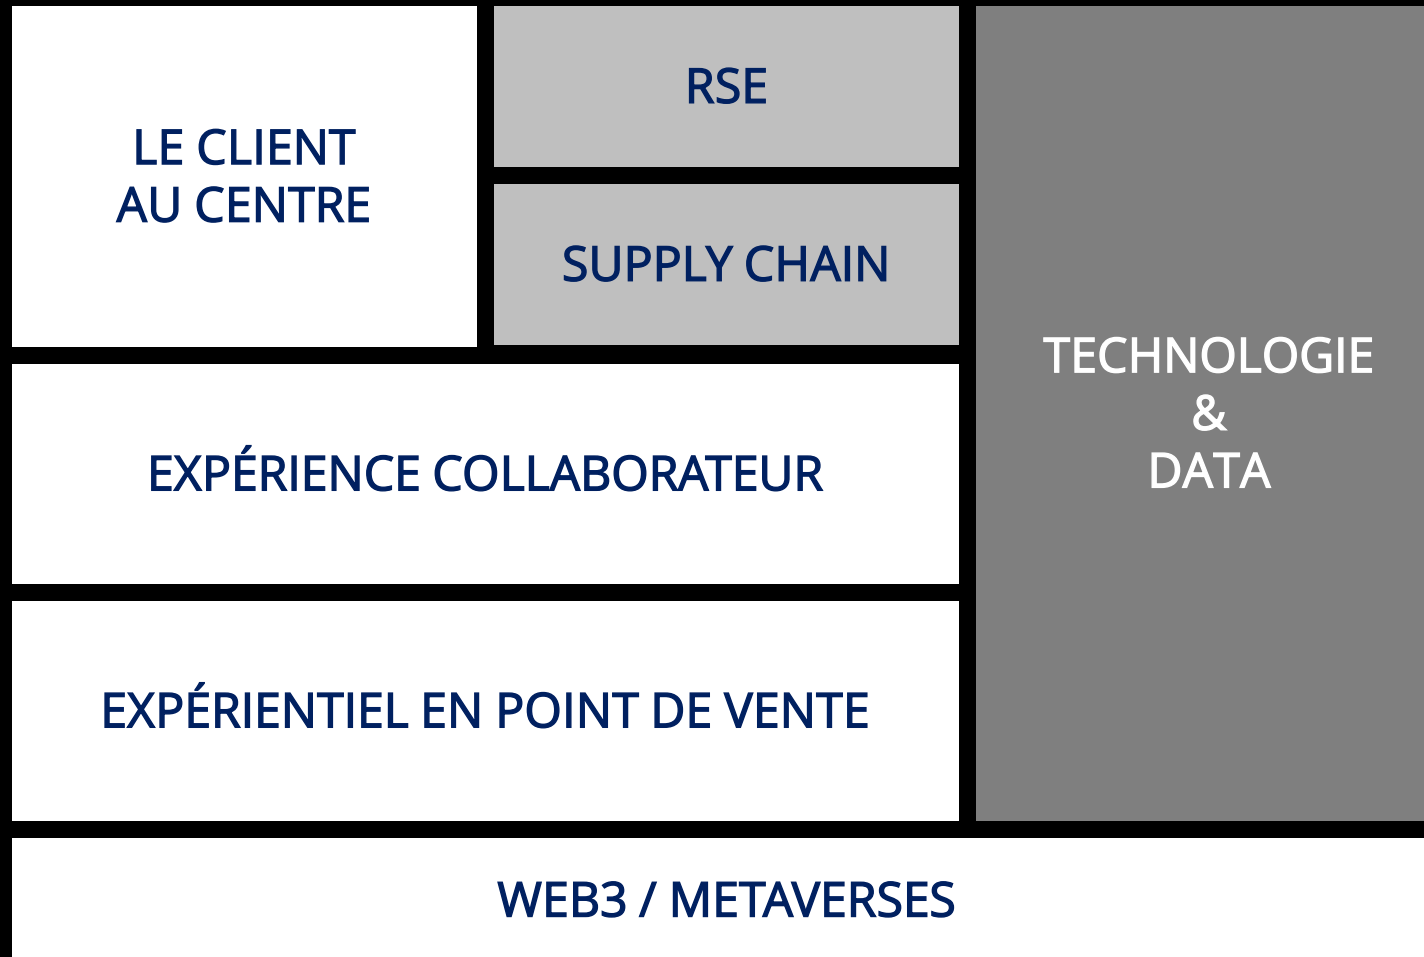 LE CLIENT
AU CENTRE
RSE
SUPPLY CHAIN
TECHNOLOGIE
&
DATA
EXPÉRIENCE COLLABORATEUR
EXPÉRIENTIEL EN POINT DE VENTE
WEB3 / METAVERSES